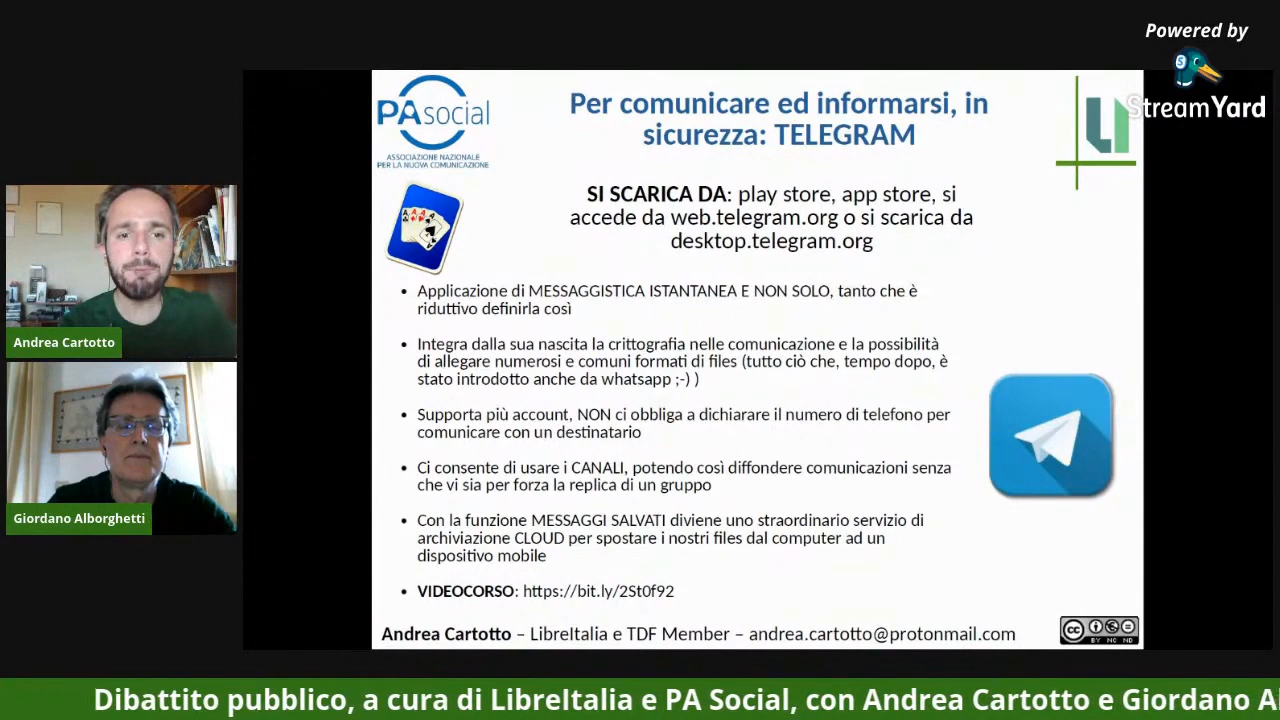 Powered by
StreamYard
PAsocial
ASSOCIAZIONE NAZIONALE
PER LA NUOVA COMUNICAZIONE
Per comunicare ed informarsi, in
sicurezza: TELEGRAM
SI SCARICA DA: play store, app store, si
accede da web.telegram.org o si scarica da
desktop.telegram.org
• Applicazione di MESSAGGISTICA ISTANTANEA E NON SOLO, tanto che è
riduttivo definirla così
• Integra dalla sua nascita la crittografia nelle comunicazione e la possibilità
di allegare numerosi e comuni formati di files (tutto ciò che, tempo dopo, è
stato introdotto anche da whatsapp ;-) )
• Supporta più account, NON ci obbliga a dichiarare il numero di telefono per
comunicare con un destinatario
• Ci consente di usare i CANALI, potendo così diffondere comunicazioni senza
che vi sia per forza la replica di un gruppo
• Con la funzione MESSAGGI SALVATI diviene uno straordinario servizio di
archiviazione CLOUD per spostare i nostri files dal computer ad un
dispositivo mobile
• VIDEOCORSO: https://bit.ly/2St0f92
Andrea Cartotto – LibreItalia e TDF Member – andrea.cartotto@protonmail.com
cc
BY NC ND
Andrea Cartotto
Giordano Alborghetti
Dibattito pubblico, a cura di LibreItalia e PA Social, con Andrea Cartotto e Giordano Al